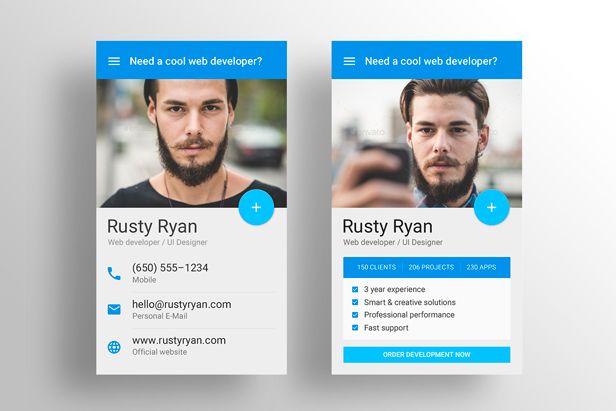 Need a cool web developer?
Rusty Ryan
Web developer / UI Designer
(650) 555–1234
Mobile
hello@rustyryan.com
Personal E-Mail
www.rustyryan.com
Official website
Need a cool web developer?
envato
Rusty Ryan
Web developer / UI Designer
150 CLIENTS 206 PROJECTS 230 APPS
3 year experience
Smart & creative solutions
Professional performance
Fast support
ORDER DEVELOPMENT NOW